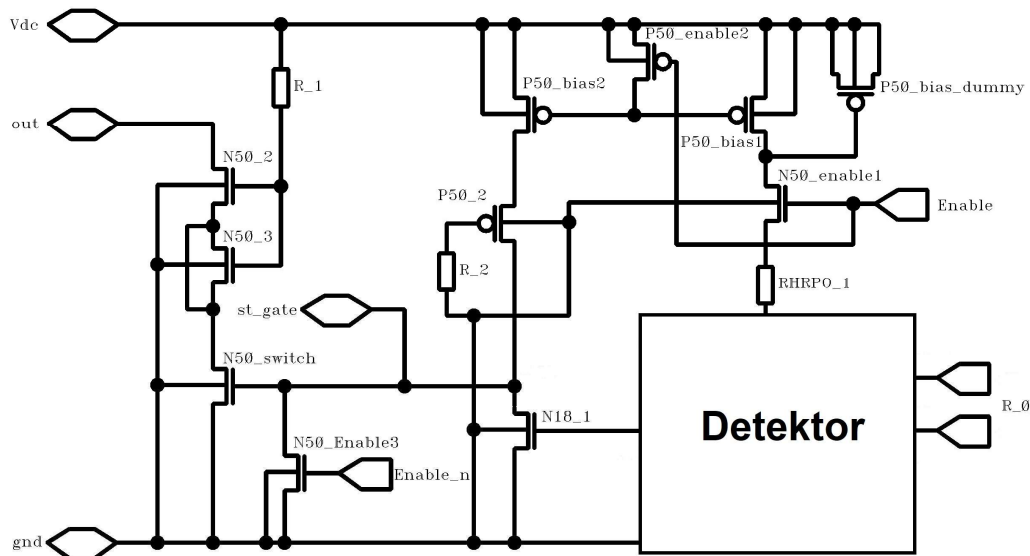 Vdc
P50_enable2
R_1
P50_bias2
P50_bias_dummy
out
P50_bias1
N50_2
N50_enable1
P50_2
Enable
N50_3
R_2
RHRPO_1
st_gate
N50_switch
R_0
N18_1
Detektor
N50_Enable3
Enable_n
gnd